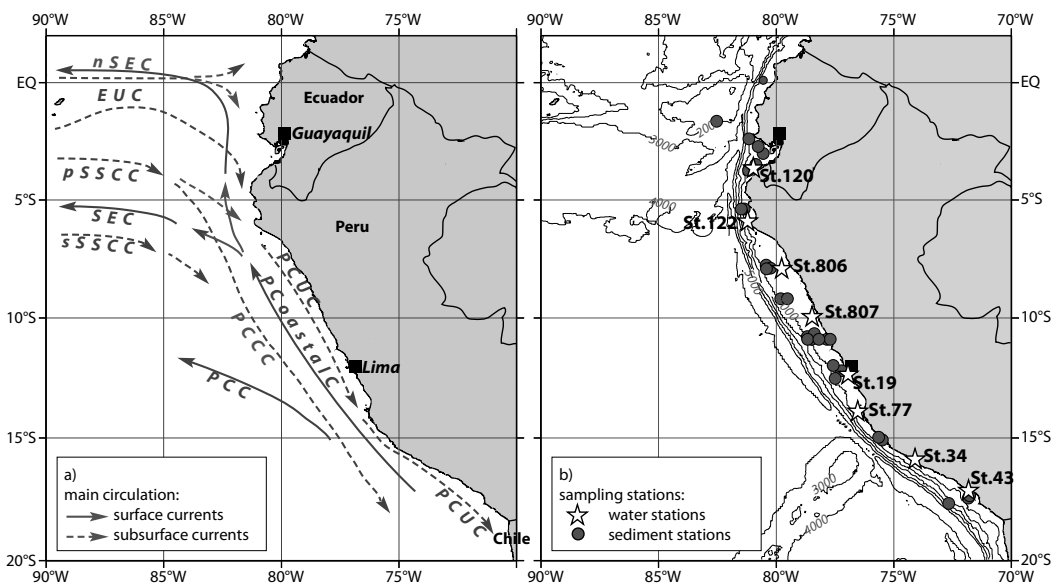 90°W 85°W 80°W 75°W
90°W 85°W 80°W 75°W 70°W
EQ
5°S
10°S
15°S
20°S
nSEC
EUC
pSSCC
SEC
sSSCC
PCUC
PCoastalC
PCCC
PCC
PCUC
Ecuador
Guayaquil
Peru
Lima
Chile
a)
main circulation:
surface currents
subsurface currents
90°W 85°W 80°W 75°W
3000
2000
4000
3000
3000
4000
St.120
St.122
St.806
St.807
St.19
St.77
St.34
St.43
b)
sampling stations:
water stations
sediment stations
EQ
5°S
10°S
15°S
20°S
90°W 85°W 80°W 75°W 70°W